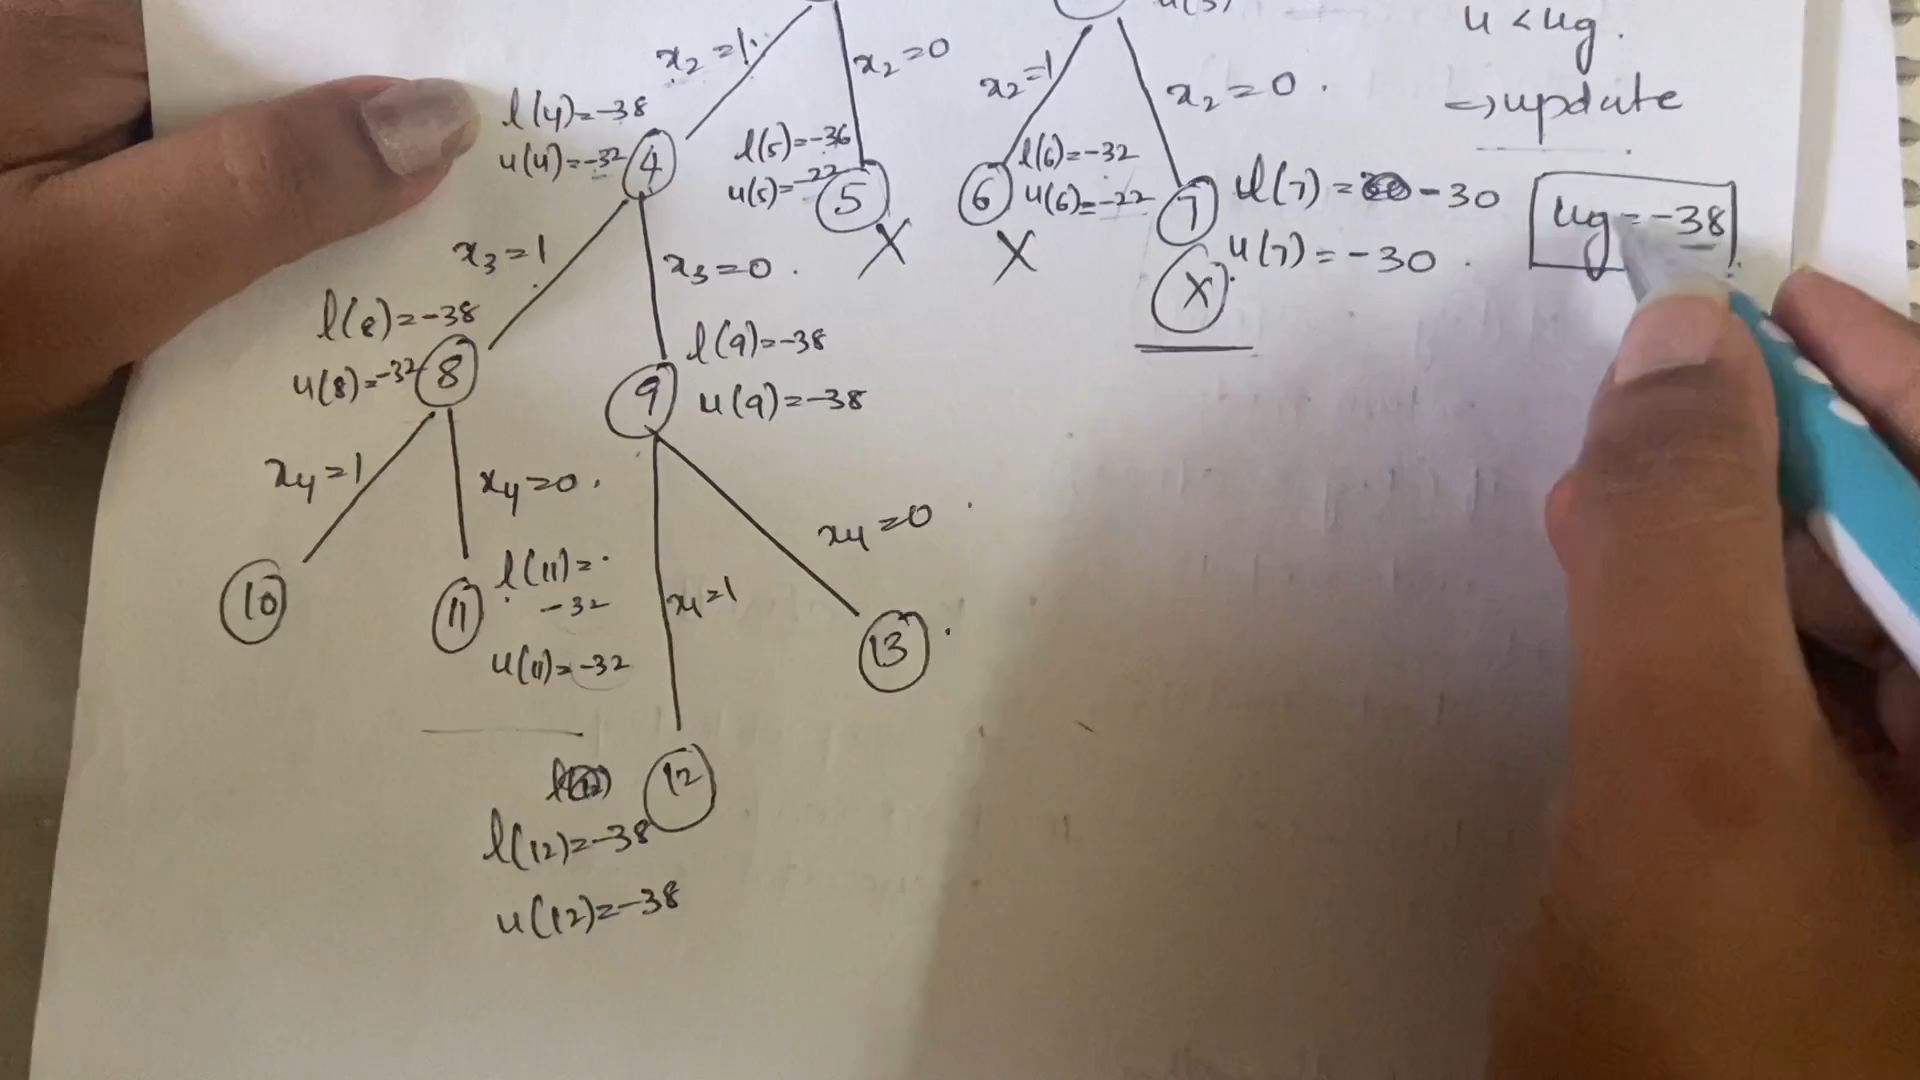 u(3)
u < ug.
x2 = 1
x2 = 0
x2 = 1
x2 = 0.
=> update
l(4) = -38
u(4) = -32
4
l(5) = -36
u(5) = -22
5
X
l(6) = -32
u(6) = -22
6
X
7
l(7) = -30
u(7) = -30
X
ug = -38
x3 = 1
x3 = 0.
l(8) = -38
u(8) = -32
8
l(9) = -38
u(9) = -38
9
x4 = 1
x4 = 0.
x4 = 1
x4 = 0
10
11
l(11) =
-32
u(11) = -32
13
12
l(12) = -38
u(12) = -38